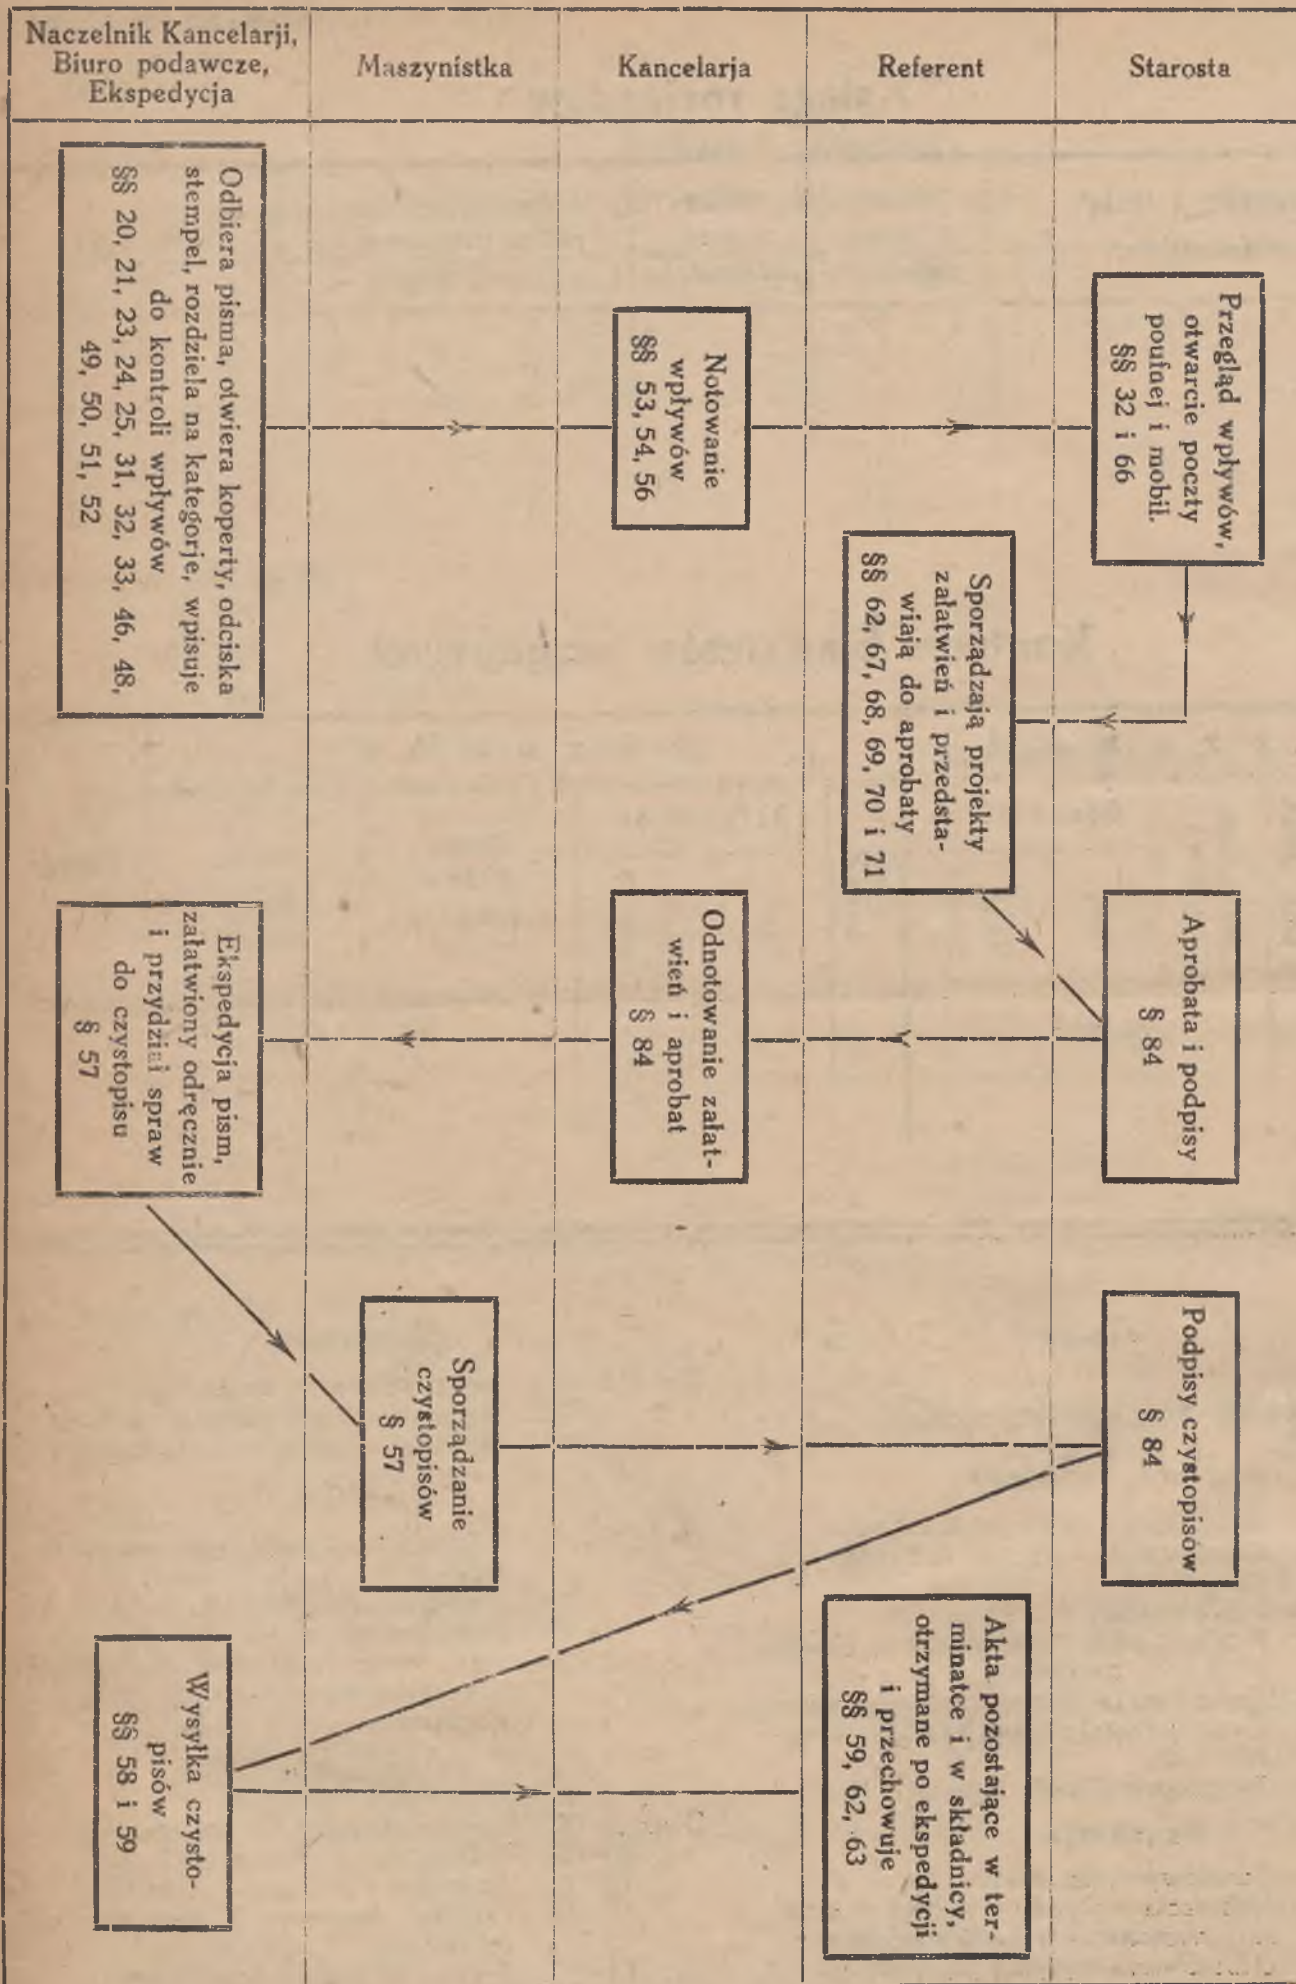 Naczelnik Kancelarji,
Biuro podawcze,
Ekspedycja
Maszynistka
Kancelarja
Referent
Starosta
Odbiera pisma, otwiera koperty, odciska
stempel, rozdziela na kategorje, wpisuje
do kontroli wpływów
§§ 20, 21, 23, 24, 25, 31, 32, 33, 46, 48,
49, 50, 51, 52
Notowanie
wpływów
§§ 53, 54, 56
Przegląd wpływów,
otwarcie poczty
poufnej i mobil.
§§ 32 i 66
Sporządzają projekty
załatwień i przedsta-
wiają do aprobaty
§§ 62, 67, 68, 69, 70 i 71
Aprobata i podpisy
§ 84
Odnotowanie załat-
wień i aprobat
§ 84
Ekspedycja pism,
załatwiony odręcznie
i przydział spraw
do czystopisu
§ 57
Sporządzanie
czystopisów
§ 57
Podpisy czystopisów
§ 84
Wysyłka czysto-
pisów
§§ 58 i 59
Akta pozostające w ter-
minatce i w składnicy,
otrzymane po ekspedycji
i przechowuje
§§ 59, 62, 63